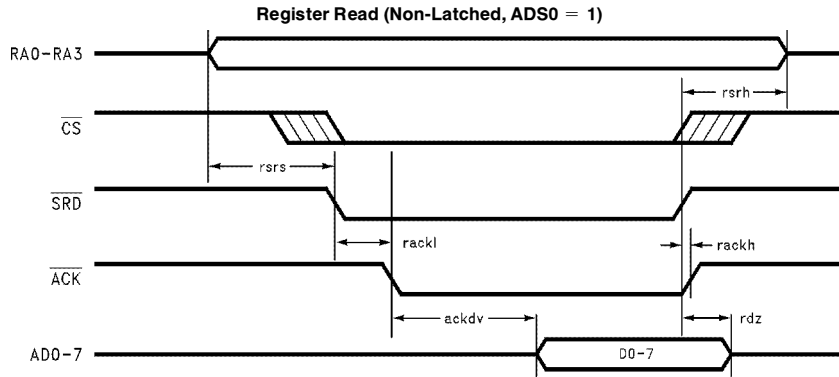 Register Read (Non-Latched, ADS0 = 1)
RA0-RA3
rsrh
CS
rsrs
SRD
rackl
rackh
ACK
ackdv
rdz
AD0-7
D0-7